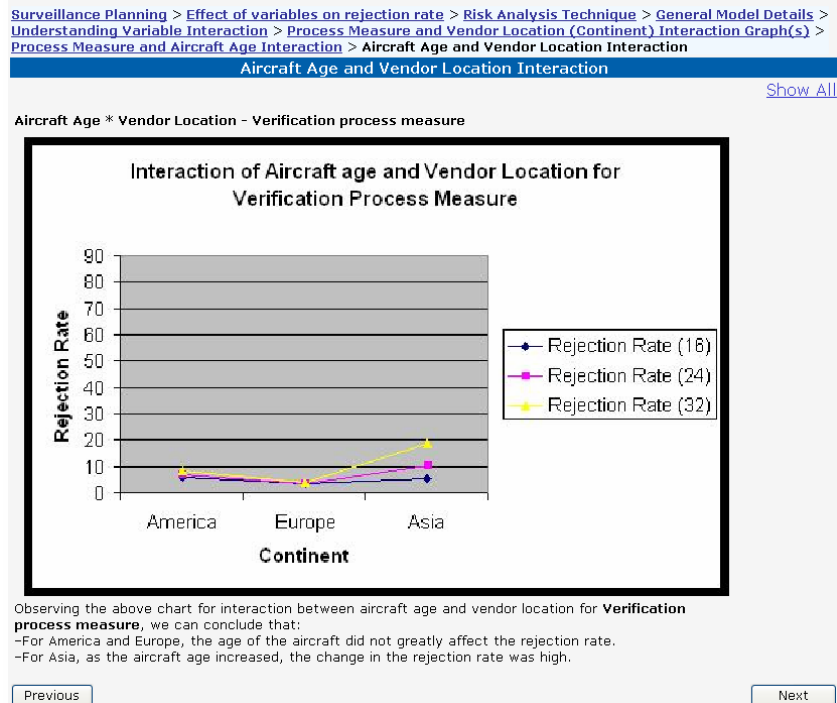 Surveillance Planning > Effect of variables on rejection rate > Risk Analysis Technique > General Model Details >
Understanding Variable Interaction > Process Measure and Vendor Location (Continent) Interaction Graph(s) >
Process Measure and Aircraft Age Interaction > Aircraft Age and Vendor Location Interaction
Aircraft Age and Vendor Location Interaction
Show All
Aircraft Age * Vendor Location - Verification process measure
Interaction of Aircraft age and Vendor Location for
Verification Process Measure
90
80
70
60
50
40
30
20
10
0
Rejection Rate
America Europe Asia
Continent
Rejection Rate (16)
Rejection Rate (24)
Rejection Rate (32)
Observing the above chart for interaction between aircraft age and vendor location for Verification
process measure, we can conclude that:
-For America and Europe, the age of the aircraft did not greatly affect the rejection rate.
-For Asia, as the aircraft age increased, the change in the rejection rate was high.
Previous
Next